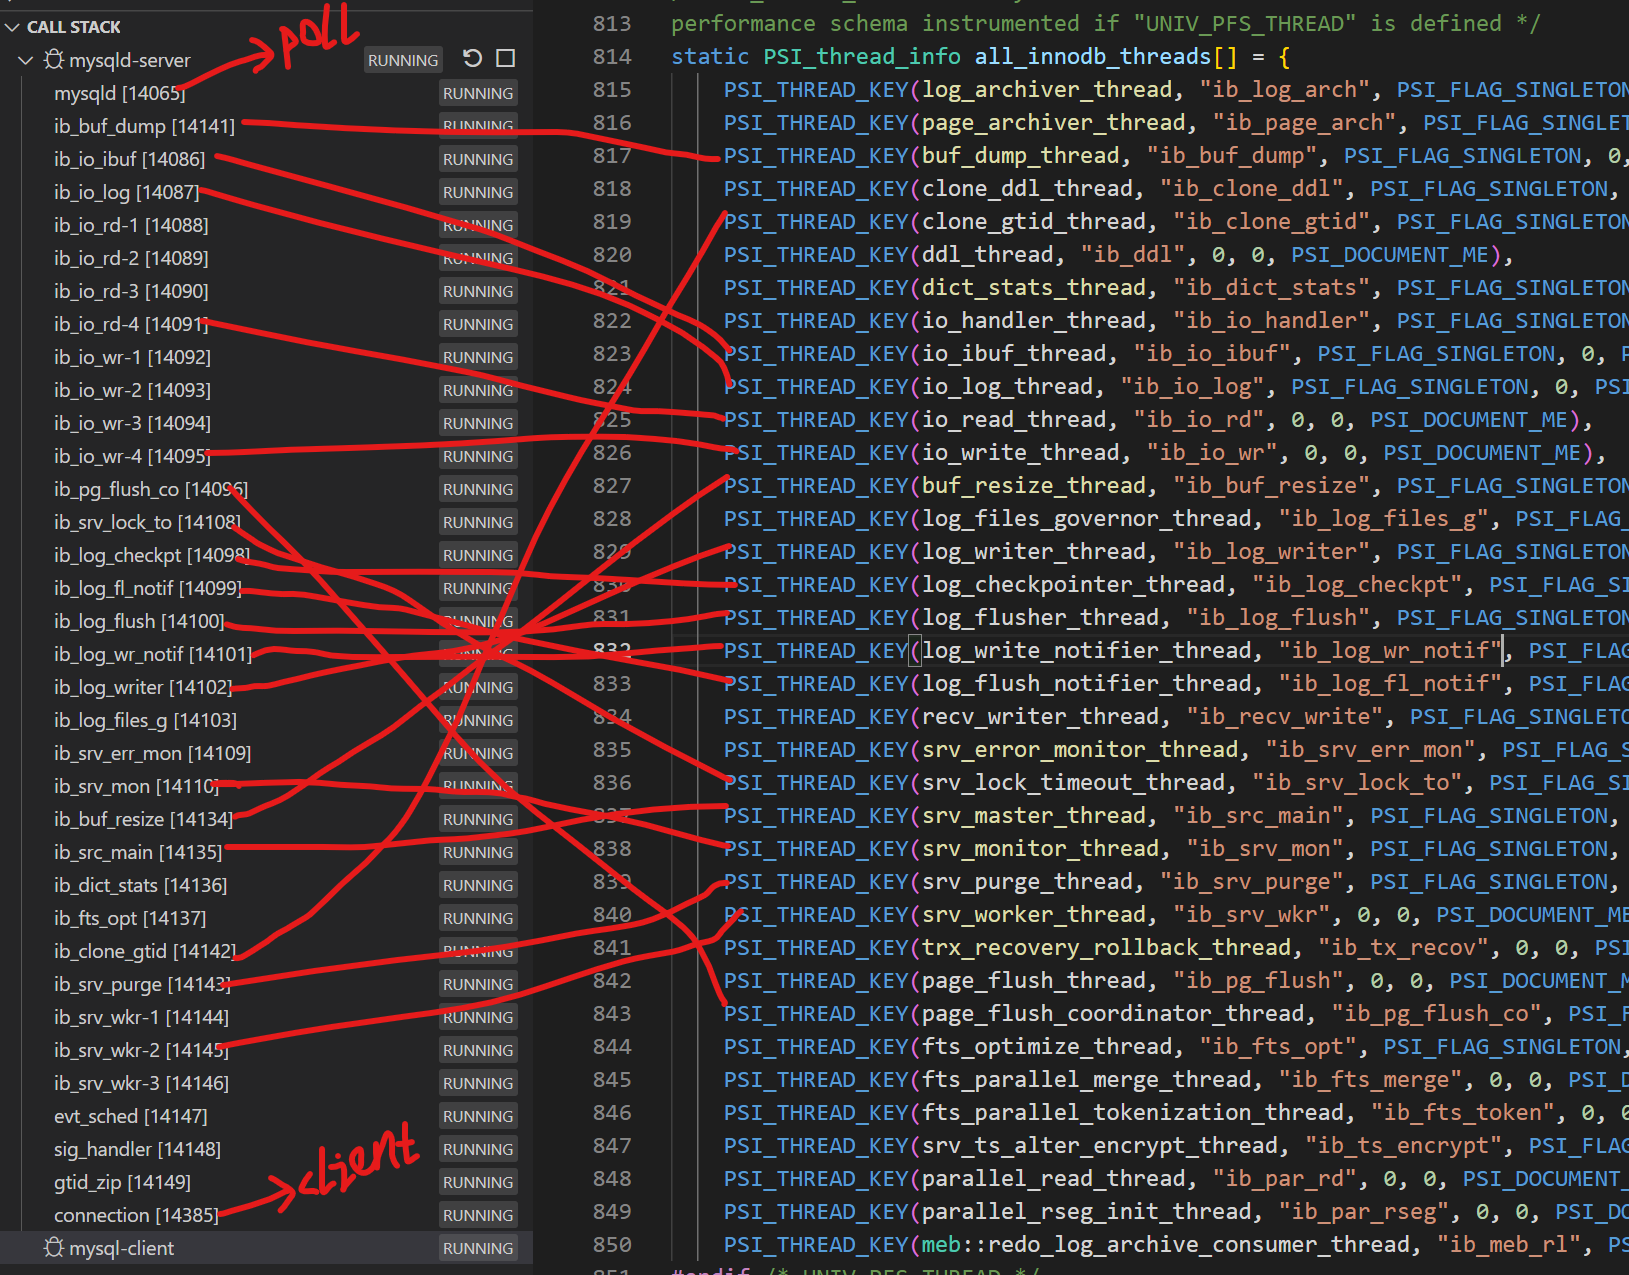 CALL STACK
poll
mysqld-server RUNNING
mysqld [14065] RUNNING
ib_buf_dump [14141] RUNNING
ib_io_ibuf [14086] RUNNING
ib_io_log [14087] RUNNING
ib_io_rd-1 [14088] RUNNING
ib_io_rd-2 [14089] RUNNING
ib_io_rd-3 [14090] RUNNING
ib_io_rd-4 [14091] RUNNING
ib_io_wr-1 [14092] RUNNING
ib_io_wr-2 [14093] RUNNING
ib_io_wr-3 [14094] RUNNING
ib_io_wr-4 [14095] RUNNING
ib_pg_flush_co [14096] RUNNING
ib_srv_lock_to [14108] RUNNING
ib_log_checkpt [14098] RUNNING
ib_log_fl_notif [14099] RUNNING
ib_log_flush [14100] RUNNING
ib_log_wr_notif [14101] RUNNING
ib_log_writer [14102] RUNNING
ib_log_files_g [14103] RUNNING
ib_srv_err_mon [14109] RUNNING
ib_srv_mon [14110] RUNNING
ib_buf_resize [14134] RUNNING
ib_src_main [14135] RUNNING
ib_dict_stats [14136] RUNNING
ib_fts_opt [14137] RUNNING
ib_clone_gtid [14142] RUNNING
ib_srv_purge [14143] RUNNING
ib_srv_wkr-1 [14144] RUNNING
ib_srv_wkr-2 [14145] RUNNING
ib_srv_wkr-3 [14146] RUNNING
evt_sched [14147] RUNNING
sig_handler [14148] RUNNING
gtid_zip [14149] RUNNING
connection [14385] RUNNING
client
mysql-client RUNNING
813 performance schema instrumented if "UNIV_PFS_THREAD" is defined */
814 static PSI_thread_info all_innodb_threads[] = {
815 PSI_THREAD_KEY(log_archiver_thread, "ib_log_arch", PSI_FLAG_SINGLETON
816 PSI_THREAD_KEY(page_archiver_thread, "ib_page_arch", PSI_FLAG_SINGLET
817 PSI_THREAD_KEY(buf_dump_thread, "ib_buf_dump", PSI_FLAG_SINGLETON, 0,
818 PSI_THREAD_KEY(clone_ddl_thread, "ib_clone_ddl", PSI_FLAG_SINGLETON,
819 PSI_THREAD_KEY(clone_gtid_thread, "ib_clone_gtid", PSI_FLAG_SINGLETON
820 PSI_THREAD_KEY(ddl_thread, "ib_ddl", 0, 0, PSI_DOCUMENT_ME),
821 PSI_THREAD_KEY(dict_stats_thread, "ib_dict_stats", PSI_FLAG_SINGLETON
822 PSI_THREAD_KEY(io_handler_thread, "ib_io_handler", PSI_FLAG_SINGLETON
823 PSI_THREAD_KEY(io_ibuf_thread, "ib_io_ibuf", PSI_FLAG_SINGLETON, 0, P
824 PSI_THREAD_KEY(io_log_thread, "ib_io_log", PSI_FLAG_SINGLETON, 0, PSI
825 PSI_THREAD_KEY(io_read_thread, "ib_io_rd", 0, 0, PSI_DOCUMENT_ME),
826 PSI_THREAD_KEY(io_write_thread, "ib_io_wr", 0, 0, PSI_DOCUMENT_ME),
827 PSI_THREAD_KEY(buf_resize_thread, "ib_buf_resize", PSI_FLAG_SINGLETON
828 PSI_THREAD_KEY(log_files_governor_thread, "ib_log_files_g", PSI_FLAG_
829 PSI_THREAD_KEY(log_writer_thread, "ib_log_writer", PSI_FLAG_SINGLETON
830 PSI_THREAD_KEY(log_checkpointer_thread, "ib_log_checkpt", PSI_FLAG_SI
831 PSI_THREAD_KEY(log_flusher_thread, "ib_log_flush", PSI_FLAG_SINGLETON
832 PSI_THREAD_KEY(log_write_notifier_thread, "ib_log_wr_notif", PSI_FLAG
833 PSI_THREAD_KEY(log_flush_notifier_thread, "ib_log_fl_notif", PSI_FLAG
834 PSI_THREAD_KEY(recv_writer_thread, "ib_recv_write", PSI_FLAG_SINGLETO
835 PSI_THREAD_KEY(srv_error_monitor_thread, "ib_srv_err_mon", PSI_FLAG_S
836 PSI_THREAD_KEY(srv_lock_timeout_thread, "ib_srv_lock_to", PSI_FLAG_SI
837 PSI_THREAD_KEY(srv_master_thread, "ib_src_main", PSI_FLAG_SINGLETON,
838 PSI_THREAD_KEY(srv_monitor_thread, "ib_srv_mon", PSI_FLAG_SINGLETON,
839 PSI_THREAD_KEY(srv_purge_thread, "ib_srv_purge", PSI_FLAG_SINGLETON,
840 PSI_THREAD_KEY(srv_worker_thread, "ib_srv_wkr", 0, 0, PSI_DOCUMENT_ME
841 PSI_THREAD_KEY(trx_recovery_rollback_thread, "ib_tx_recov", 0, 0, PSI
842 PSI_THREAD_KEY(page_flush_thread, "ib_pg_flush", 0, 0, PSI_DOCUMENT_M
843 PSI_THREAD_KEY(page_flush_coordinator_thread, "ib_pg_flush_co", PSI_F
844 PSI_THREAD_KEY(fts_optimize_thread, "ib_fts_opt", PSI_FLAG_SINGLETON,
845 PSI_THREAD_KEY(fts_parallel_merge_thread, "ib_fts_merge", 0, 0, PSI_D
846 PSI_THREAD_KEY(fts_parallel_tokenization_thread, "ib_fts_token", 0, 0
847 PSI_THREAD_KEY(srv_ts_alter_encrypt_thread, "ib_ts_encrypt", PSI_FLAG
848 PSI_THREAD_KEY(parallel_read_thread, "ib_par_rd", 0, 0, PSI_DOCUMENT_
849 PSI_THREAD_KEY(parallel_rseg_init_thread, "ib_par_rseg", 0, 0, PSI_DO
850 PSI_THREAD_KEY(meb::redo_log_archive_consumer_thread, "ib_meb_rl", PS
851 #endif /* UNIV_PFS_THREAD */